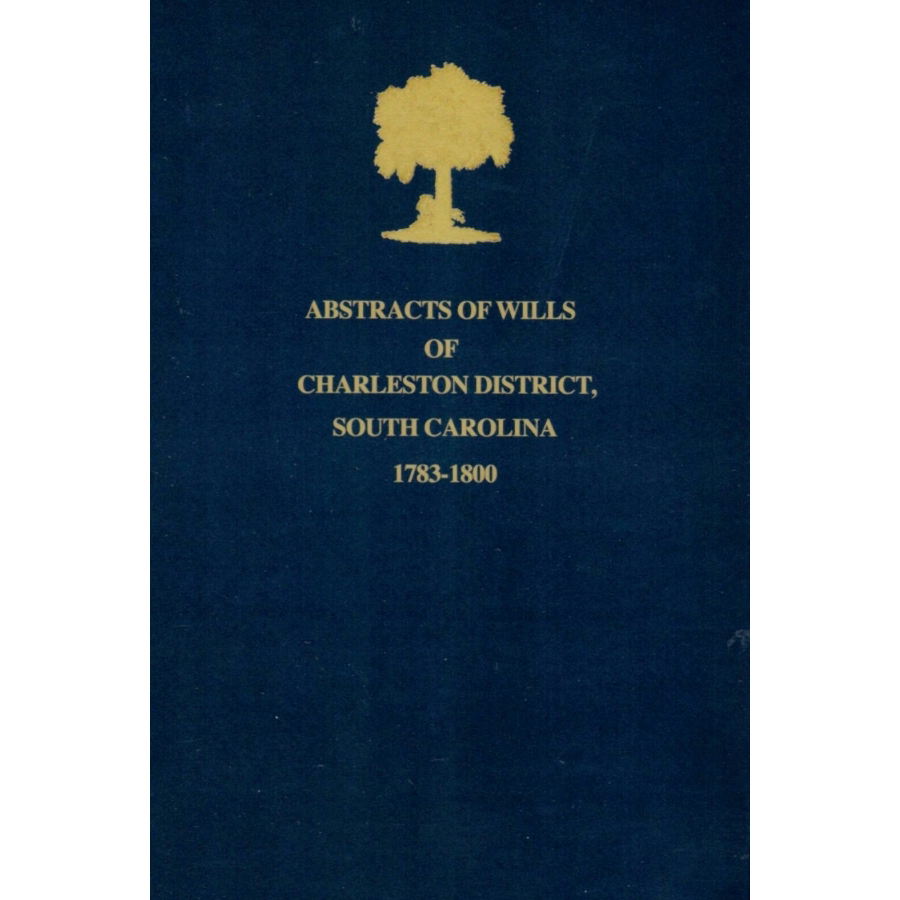 ABSTRACTS OF WILLS
OF
CHARLESTON DISTRICT,
SOUTH CAROLINA
1783-1800